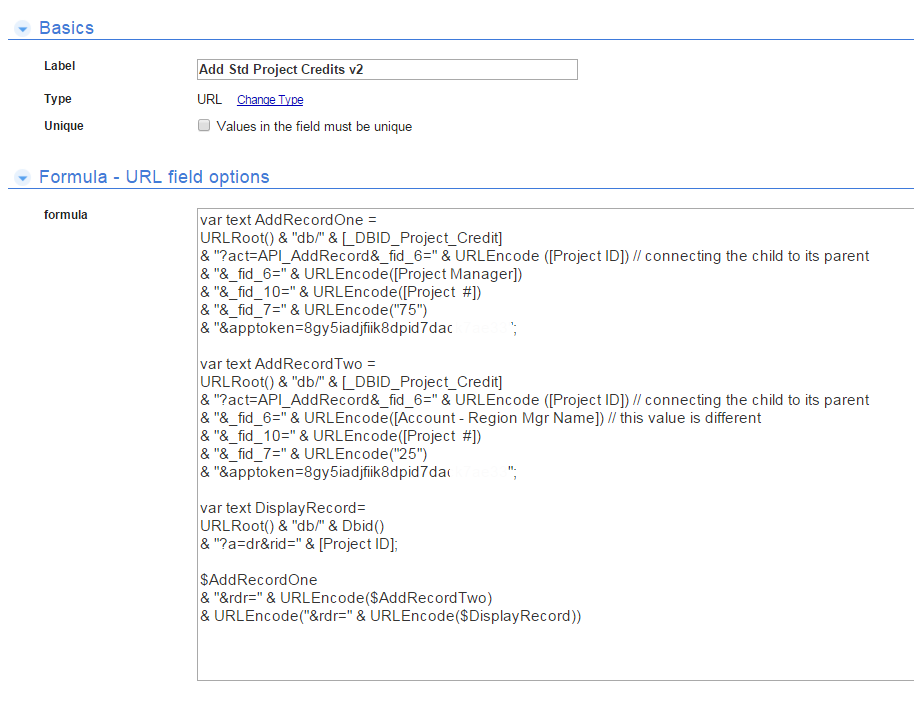 Basics
Label Add Std Project Credits v2
Type URL Change Type
Unique Values in the field must be unique
Formula - URL field options
formula
var text AddRecordOne =
URLRoot() & "db/" & [_DBID_Project_Credit]
& "?act=API_AddRecord&_fid_6=" & URLEncode ([Project ID]) // connecting the child to its parent
& "&_fid_6=" & URLEncode([Project Manager])
& "&_fid_10=" & URLEncode([Project  #])
& "&_fid_7=" & URLEncode("75")
& "&apptoken=8gy5iadjfiik8dpid7dac ";
var text AddRecordTwo =
URLRoot() & "db/" & [_DBID_Project_Credit]
& "?act=API_AddRecord&_fid_6=" & URLEncode ([Project ID]) // connecting the child to its parent
& "&_fid_6=" & URLEncode([Account - Region Mgr Name]) // this value is different
& "&_fid_10=" & URLEncode([Project  #])
& "&_fid_7=" & URLEncode("25")
& "&apptoken=8gy5iadjfiik8dpid7dac ";
var text DisplayRecord=
URLRoot() & "db/" & Dbid()
& "?a=dr&rid=" & [Project ID];
$AddRecordOne
& "&rdr=" & URLEncode($AddRecordTwo)
& URLEncode("&rdr=" & URLEncode($DisplayRecord))